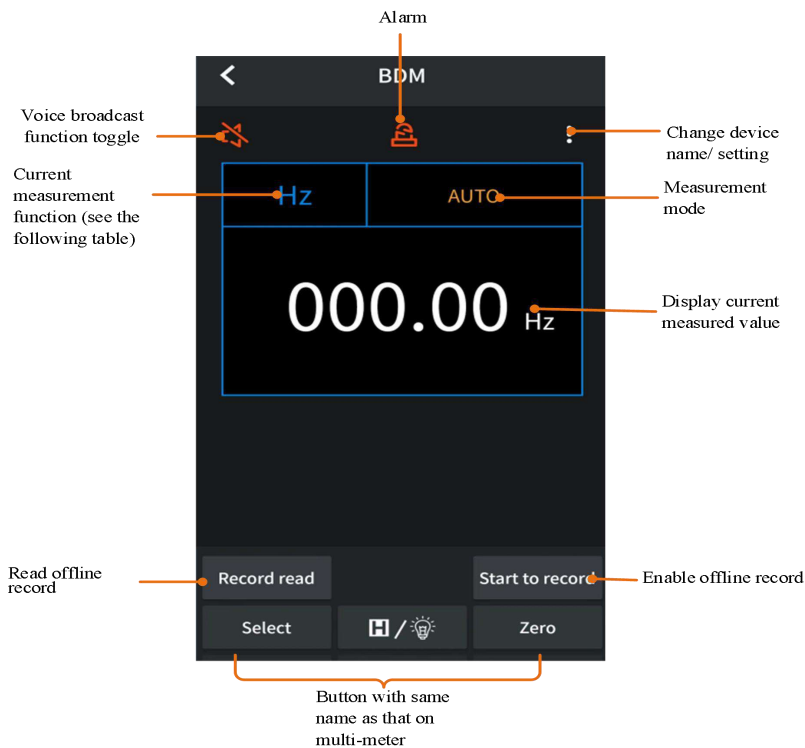 Alarm
BDM
Voice broadcast
function toggle
Change device
name/ setting
Current
measurement
function (see the
following table)
Hz
AUTO
Measurement
mode
000.00 Hz
Display current
measured value
Read offline
record
Record read
Start to record
Enable offline record
Select
H /
Zero
Button with same
name as that on
multi-meter